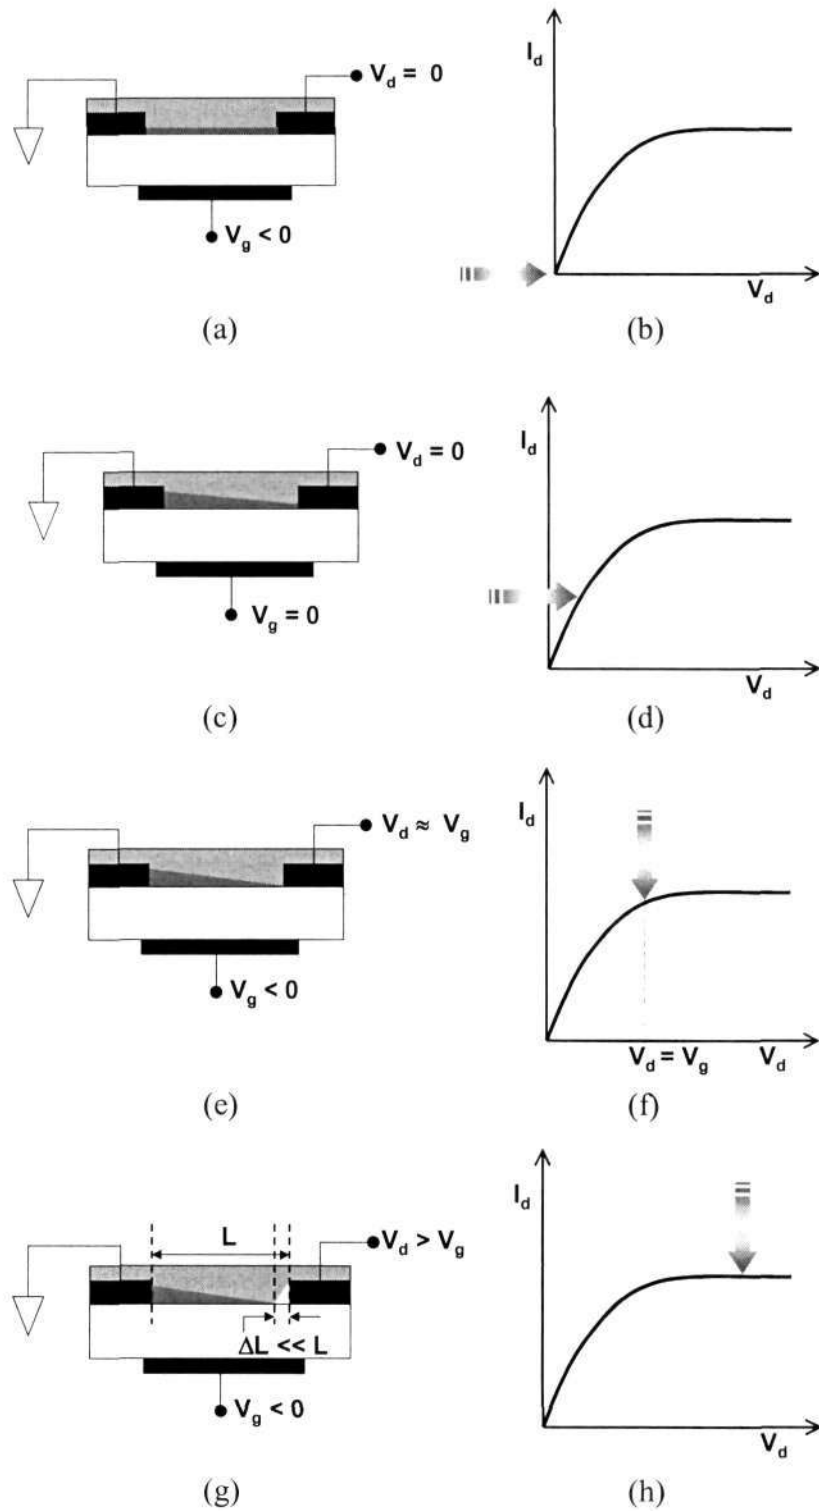 I_d
V_d = 0
V_g < 0
V_d
(a)
(b)
I_d
V_d = 0
V_g = 0
V_d
(c)
(d)
I_d
V_d ≈ V_g
V_g < 0
V_d = V_g
V_d
(e)
(f)
I_d
L
V_d > V_g
ΔL << L
V_g < 0
V_d
(g)
(h)